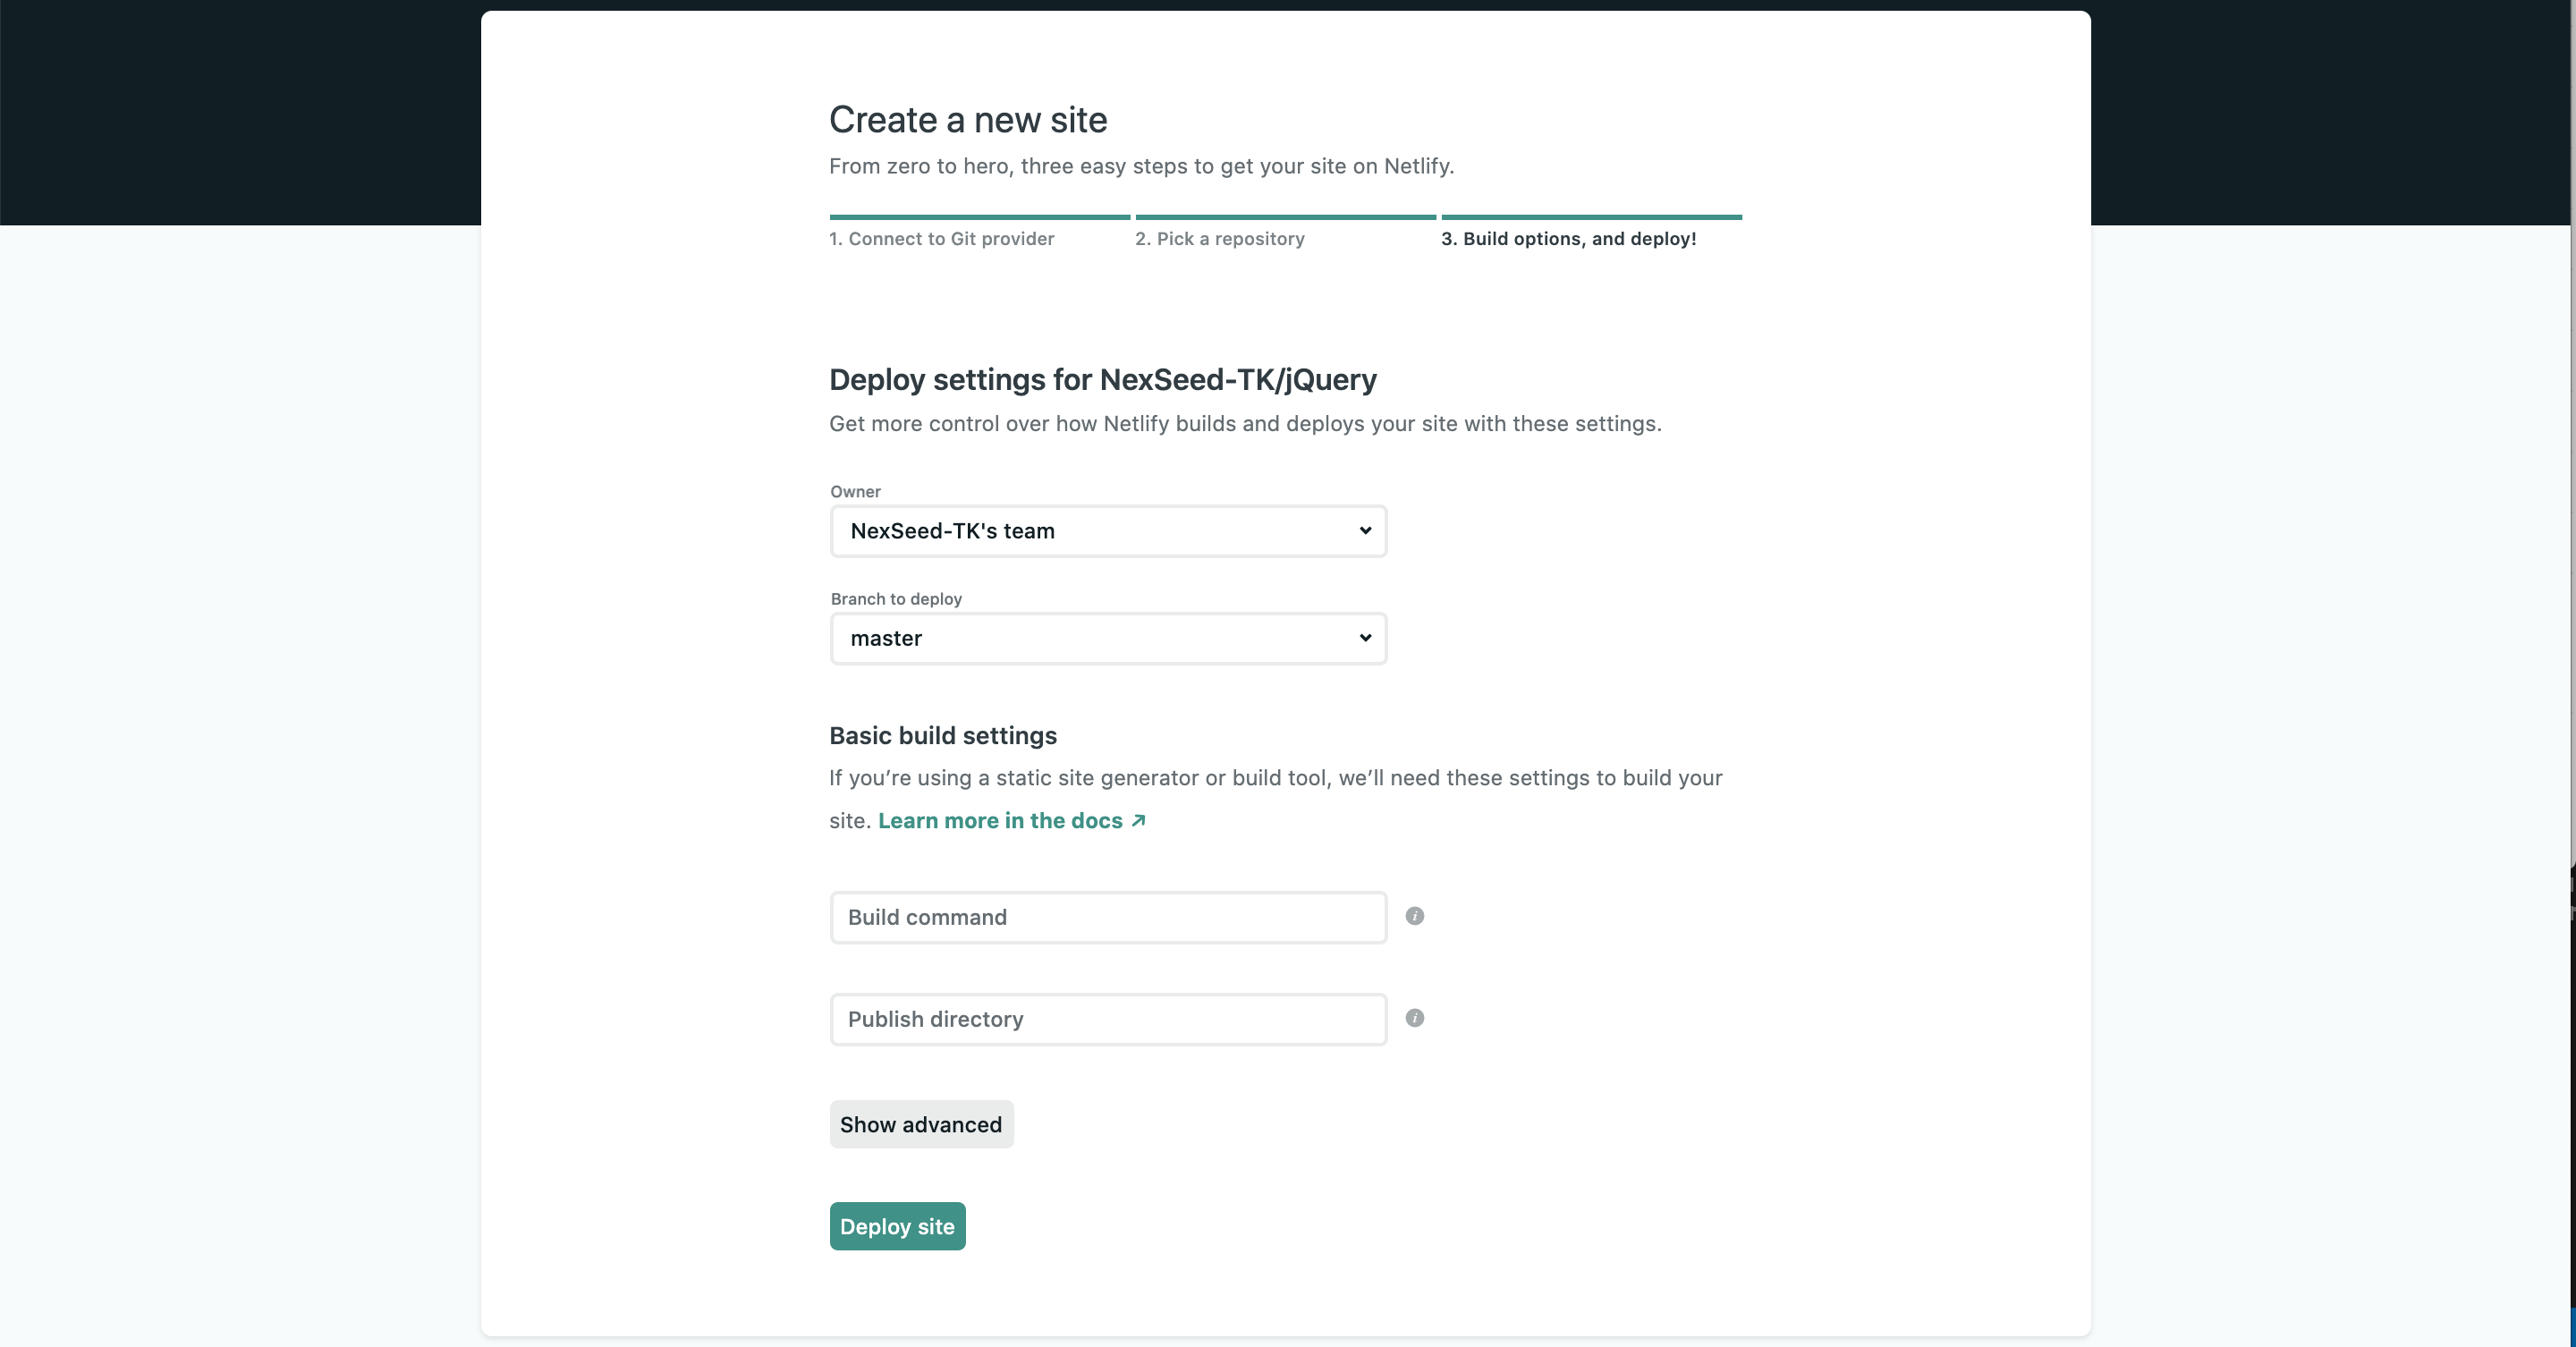 Create a new site
From zero to hero, three easy steps to get your site on Netlify.
1. Connect to Git provider
2. Pick a repository
3. Build options, and deploy!
Deploy settings for NexSeed-TK/jQuery
Get more control over how Netlify builds and deploys your site with these settings.
Owner
NexSeed-TK's team
Branch to deploy
master
Basic build settings
If you’re using a static site generator or build tool, we’ll need these settings to build your
site. Learn more in the docs ↗
Build command
Publish directory
Show advanced
Deploy site